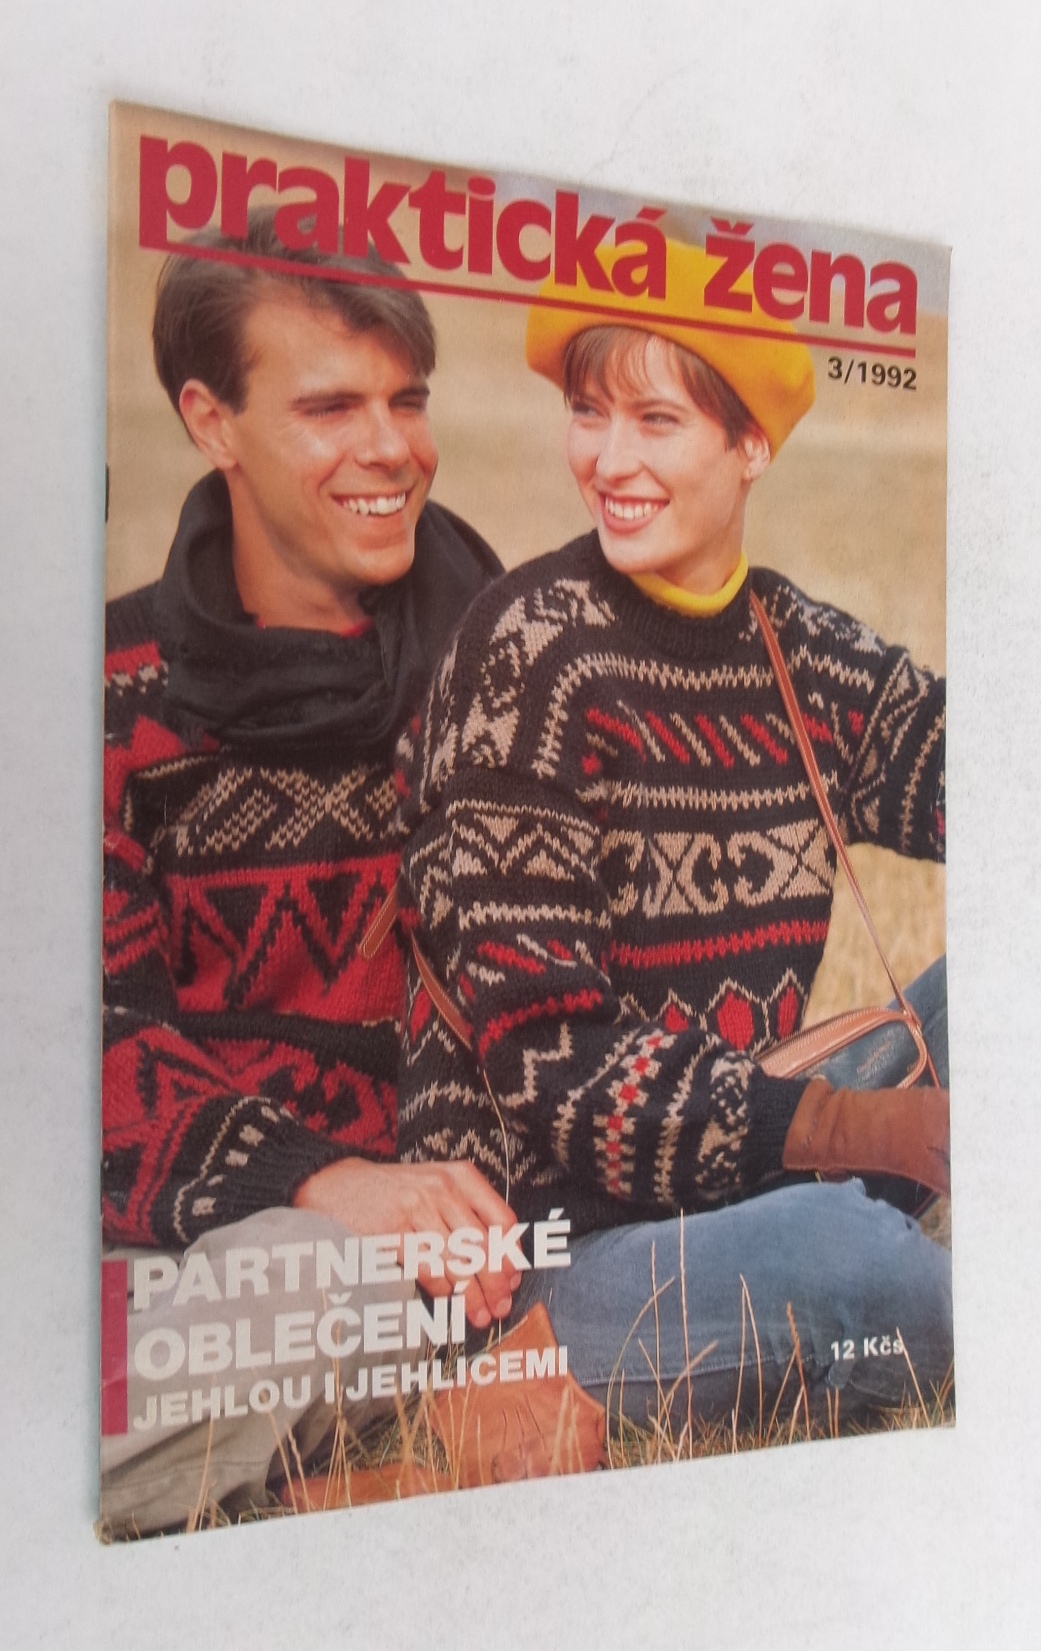 praktická žena
3/1992
PARTNERSKÉ
OBLEČENÍ
JEHLOU I JEHLICEMI
12 Kčs